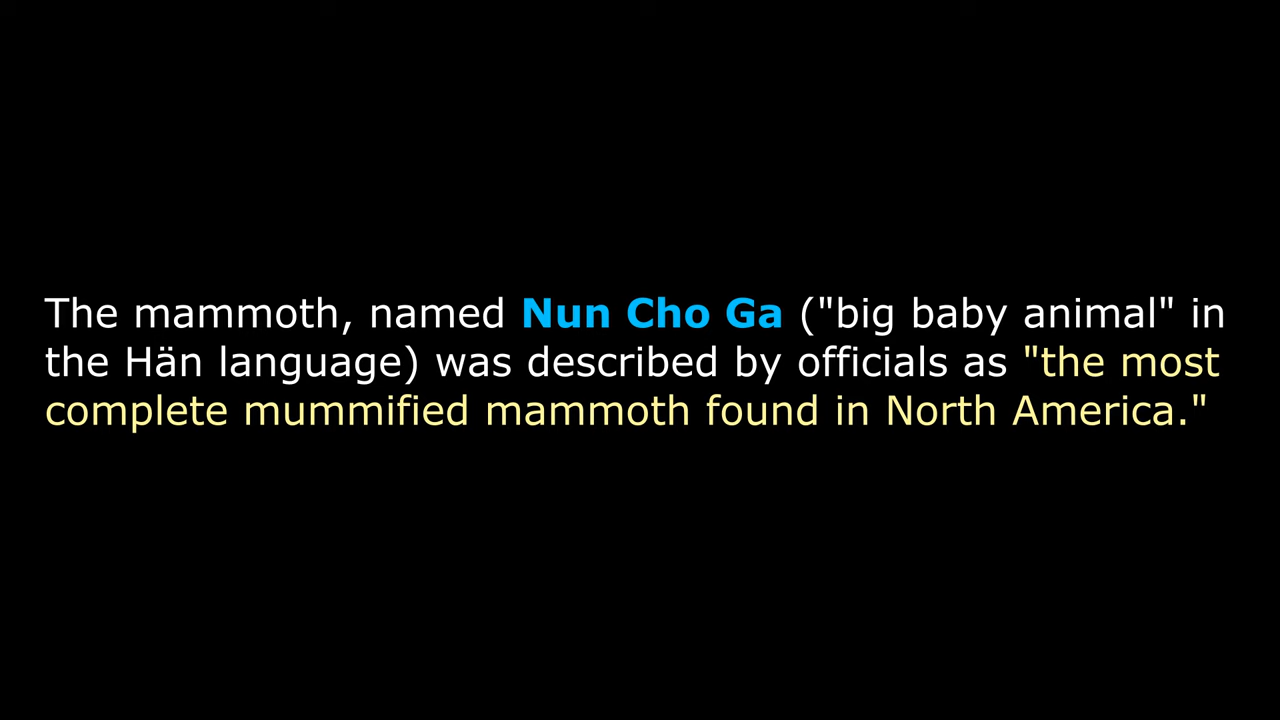 The mammoth, named Nun Cho Ga ("big baby animal" in
the Hän language) was described by officials as "the most
complete mummified mammoth found in North America."